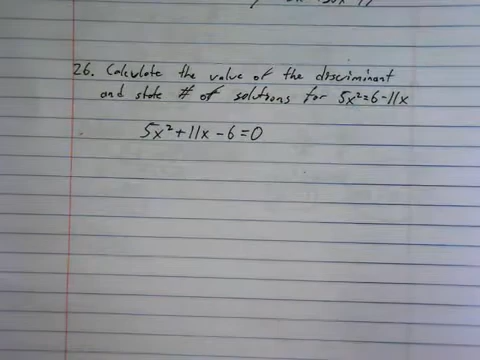 26. Calculate the value of the discriminant
and state # of solutions for 5x²=6-11x
5x²+11x-6=0